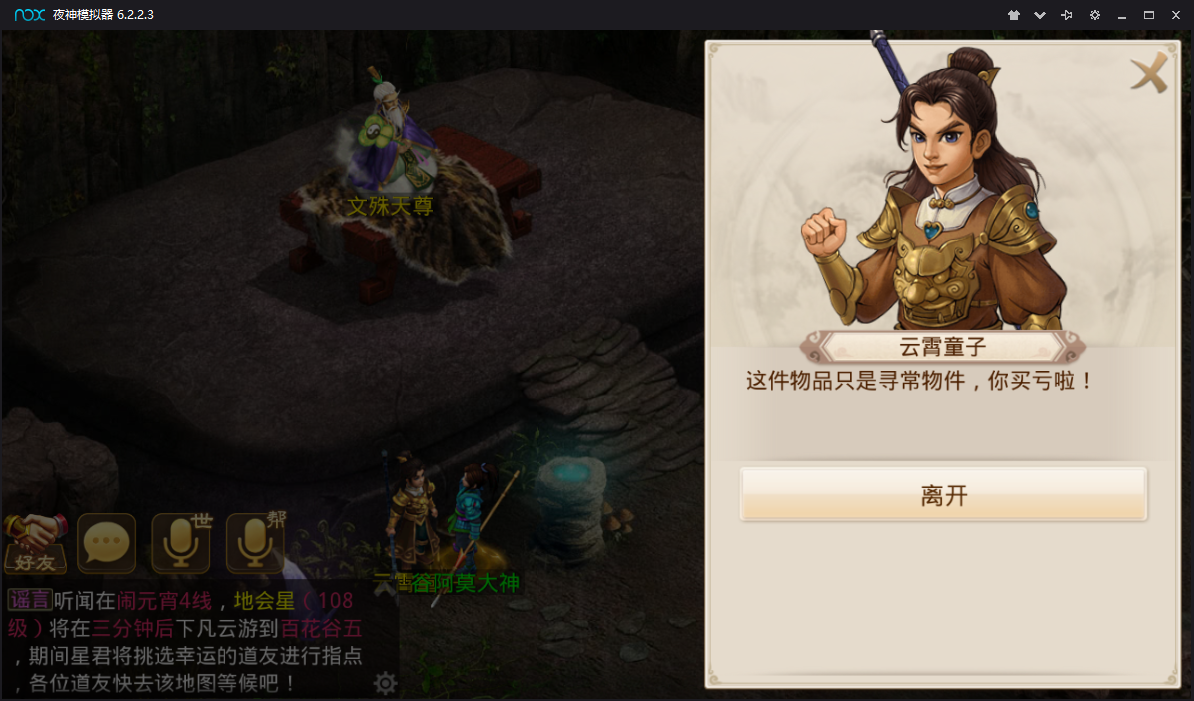 nox 夜神模拟器 6.2.2.3
文殊天尊
云霄童子
这件物品只是寻常物件，你买亏啦！
离开
世
帮
好友
谷阿莫大神
谣言 听闻在闹元宵4线，地会星（108
级）将在三分钟后下凡云游到百花谷五
，期间星君将挑选幸运的道友进行指点
，各位道友快去该地图等候吧！